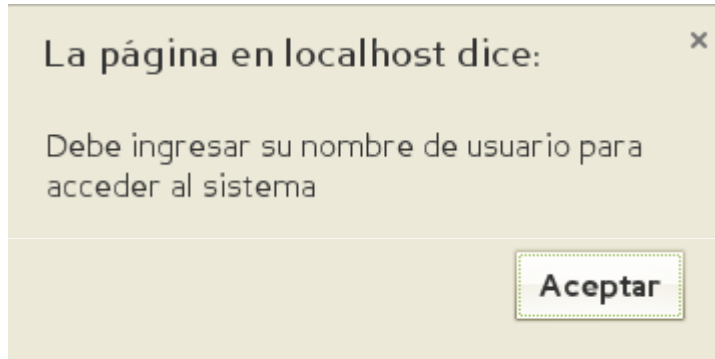 La página en localhost dice:
Debe ingresar su nombre de usuario para
acceder al sistema
Aceptar